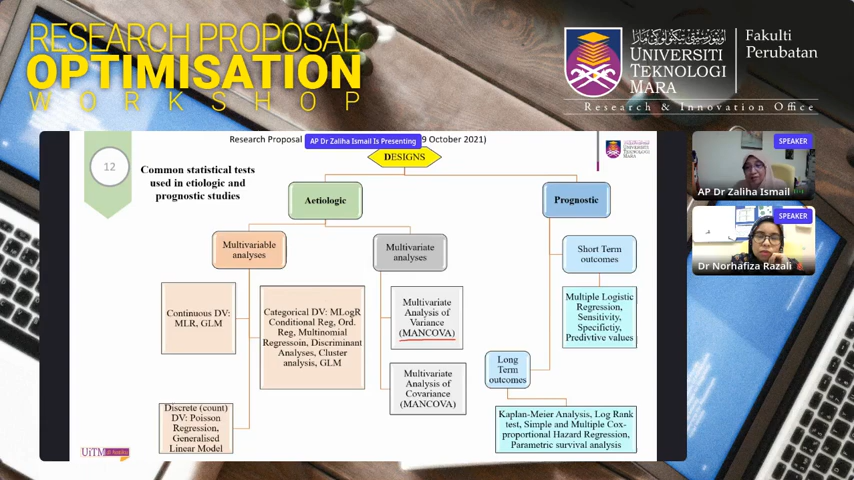 RESEARCH PROPOSAL
OPTIMISATION
WORKSHOP
UNIVERSITI
TEKNOLOGI
MARA
Fakulti
Perubatan
Research & Innovation Office
Research Proposal
AP Dr Zaliha Ismail Is Presenting
9 October 2021)
12
Common statistical tests
used in etiologic and
prognostic studies
DESIGNS
Aetiologic
Prognostic
Multivariable
analyses
Multivariate
analyses
Short Term
outcomes
Continuous DV:
MLR, GLM
Categorical DV: MLogR
Conditional Reg, Ord.
Reg, Multinomial
Regressoin, Discriminant
Analyses, Cluster
analysis, GLM
Multivariate
Analysis of
Variance
(MANCOVA)
Multiple Logistic
Regression,
Sensitivity,
Specifictiy,
Predivtive values
Long
Term
outcomes
Multivariate
Analysis of
Covariance
(MANCOVA)
Discrete (count)
DV: Poisson
Regression,
Generalised
Linear Model
Kaplan-Meier Analysis, Log Rank
test, Simple and Multiple Cox-
proportional Hazard Regression,
Parametric survival analysis
UiTM
SPEAKER
AP Dr Zaliha Ismail
SPEAKER
Dr Norhafiza Razali